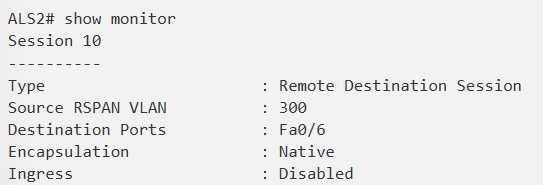 ALS2# show monitor
Session 10
----------
Type : Remote Destination Session
Source RSPAN VLAN : 300
Destination Ports : Fa0/6
Encapsulation : Native
Ingress : Disabled